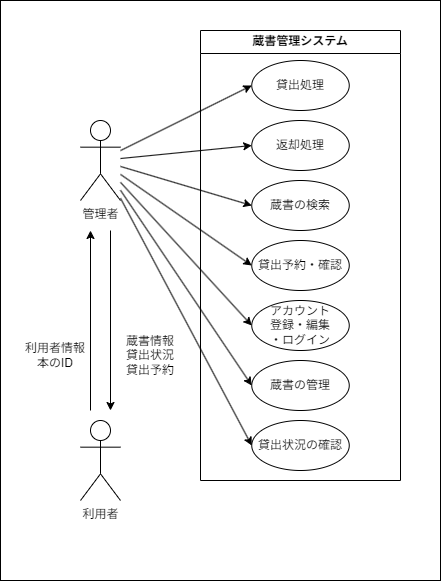 蔵書管理システム
貸出処理
返却処理
蔵書の検索
管理者
貸出予約・確認
アカウント
登録・編集
・ログイン
利用者情報
本のID
蔵書情報
貸出状況
貸出予約
蔵書の管理
貸出状況の確認
利用者